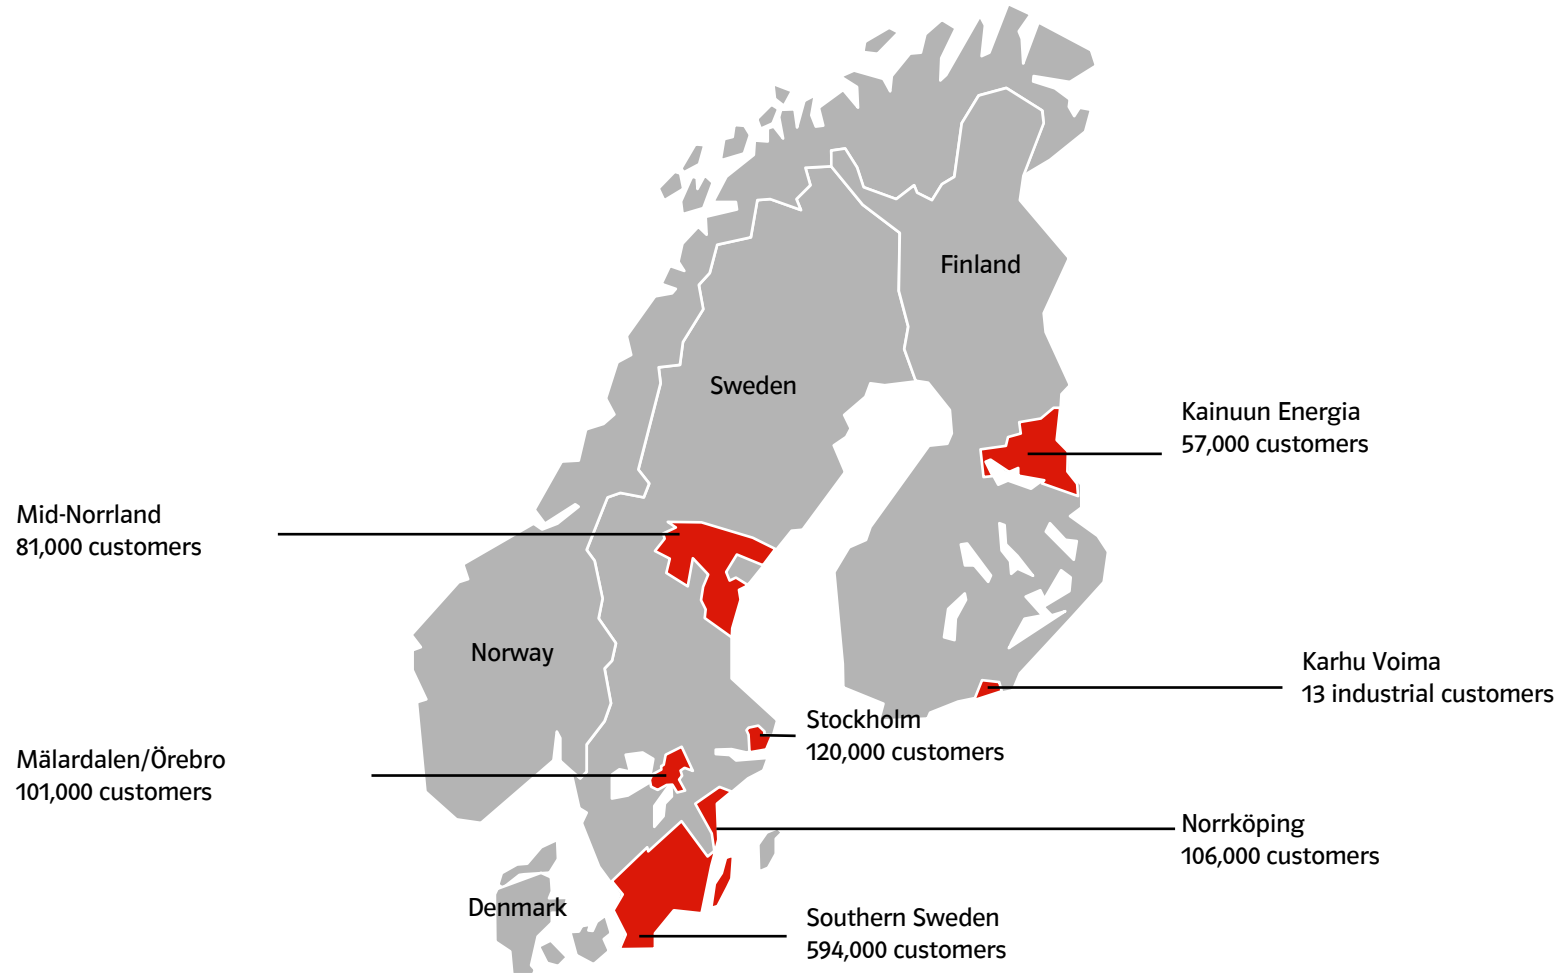 Finland
Sweden
Kainuun Energia
57,000 customers
Mid-Norrland
81,000 customers
Norway
Karhu Voima
13 industrial customers
Stockholm
120,000 customers
Mälardalen/Örebro
101,000 customers
Norrköping
106,000 customers
Denmark
Southern Sweden
594,000 customers